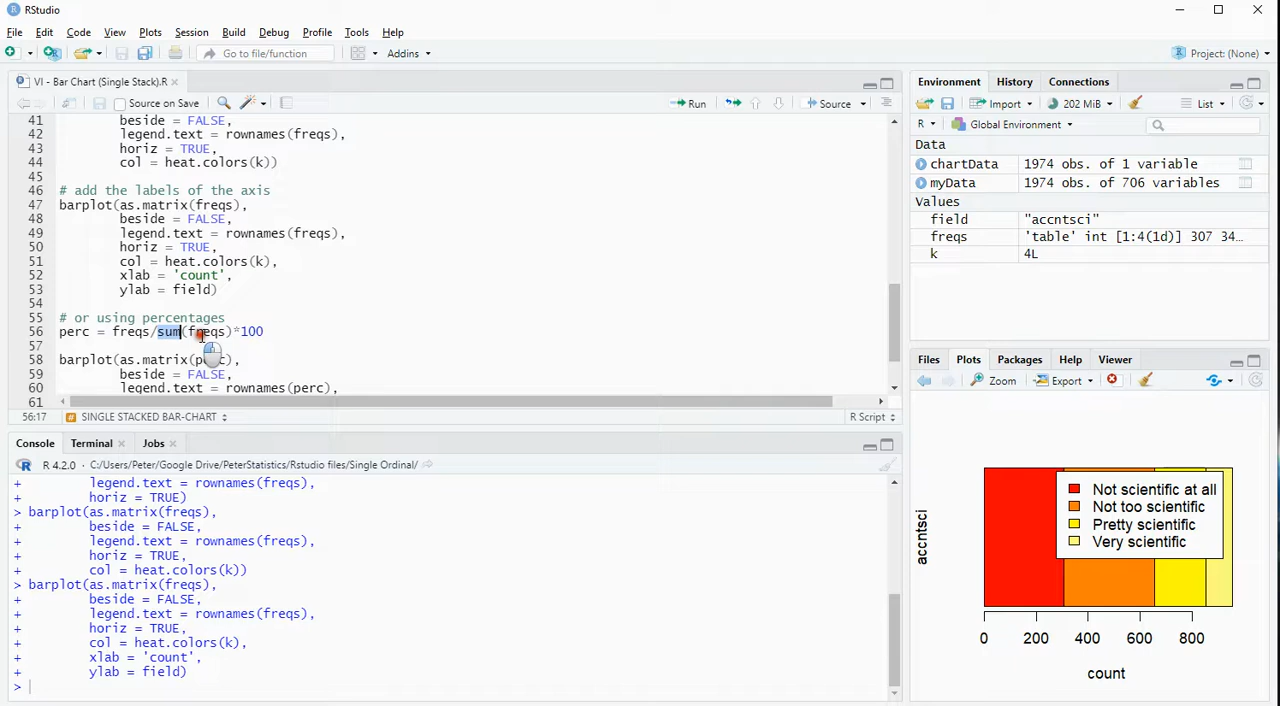 RStudio
File Edit Code View Plots Session Build Debug Profile Tools Help
Go to file/function
Addins
Project: (None)
VI - Bar Chart (Single Stack).R
Source on Save
Run
Source
41 beside = FALSE,
42 legend.text = rownames(freqs),
43 horiz = TRUE,
44 col = heat.colors(k))
45
46 # add the labels of the axis
47 barplot(as.matrix(freqs),
48 beside = FALSE,
49 legend.text = rownames(freqs),
50 horiz = TRUE,
51 col = heat.colors(k),
52 xlab = 'count',
53 ylab = field)
54
55 # or using percentages
56 perc = freqs/sum(freqs)*100
57
58 barplot(as.matrix(perc),
59 beside = FALSE,
60 legend.text = rownames(perc),
61
56:17 SINGLE STACKED BAR-CHART
R Script
Console Terminal Jobs
R 4.2.0 · C:/Users/Peter/Google Drive/PeterStatistics/Rstudio files/Single Ordinal/
+ legend.text = rownames(freqs),
+ horiz = TRUE)
> barplot(as.matrix(freqs),
+ beside = FALSE,
+ legend.text = rownames(freqs),
+ horiz = TRUE,
+ col = heat.colors(k))
> barplot(as.matrix(freqs),
+ beside = FALSE,
+ legend.text = rownames(freqs),
+ horiz = TRUE,
+ col = heat.colors(k),
+ xlab = 'count',
+ ylab = field)
>
Environment History Connections
Import
202 MiB
List
R
Global Environment
Data
chartData 1974 obs. of 1 variable
myData 1974 obs. of 706 variables
Values
field "accntsci"
freqs 'table' int [1:4(1d)] 307 34…
k 4L
Files Plots Packages Help Viewer
Zoom
Export
Not scientific at all
Not too scientific
Pretty scientific
Very scientific
accntsci
0 200 400 600 800
count